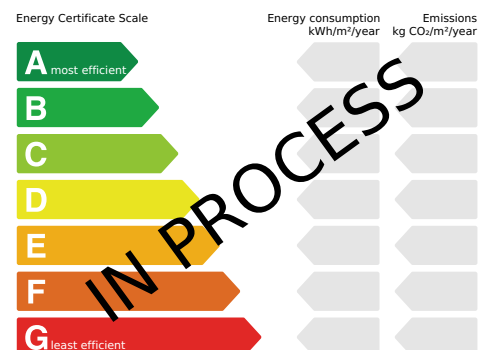 Energy Certificate Scale
Energy consumption
kWh/m²/year
Emissions
kg CO₂/m²/year
A most efficient
B
C
D
E
F
G least efficient
IN PROCESS